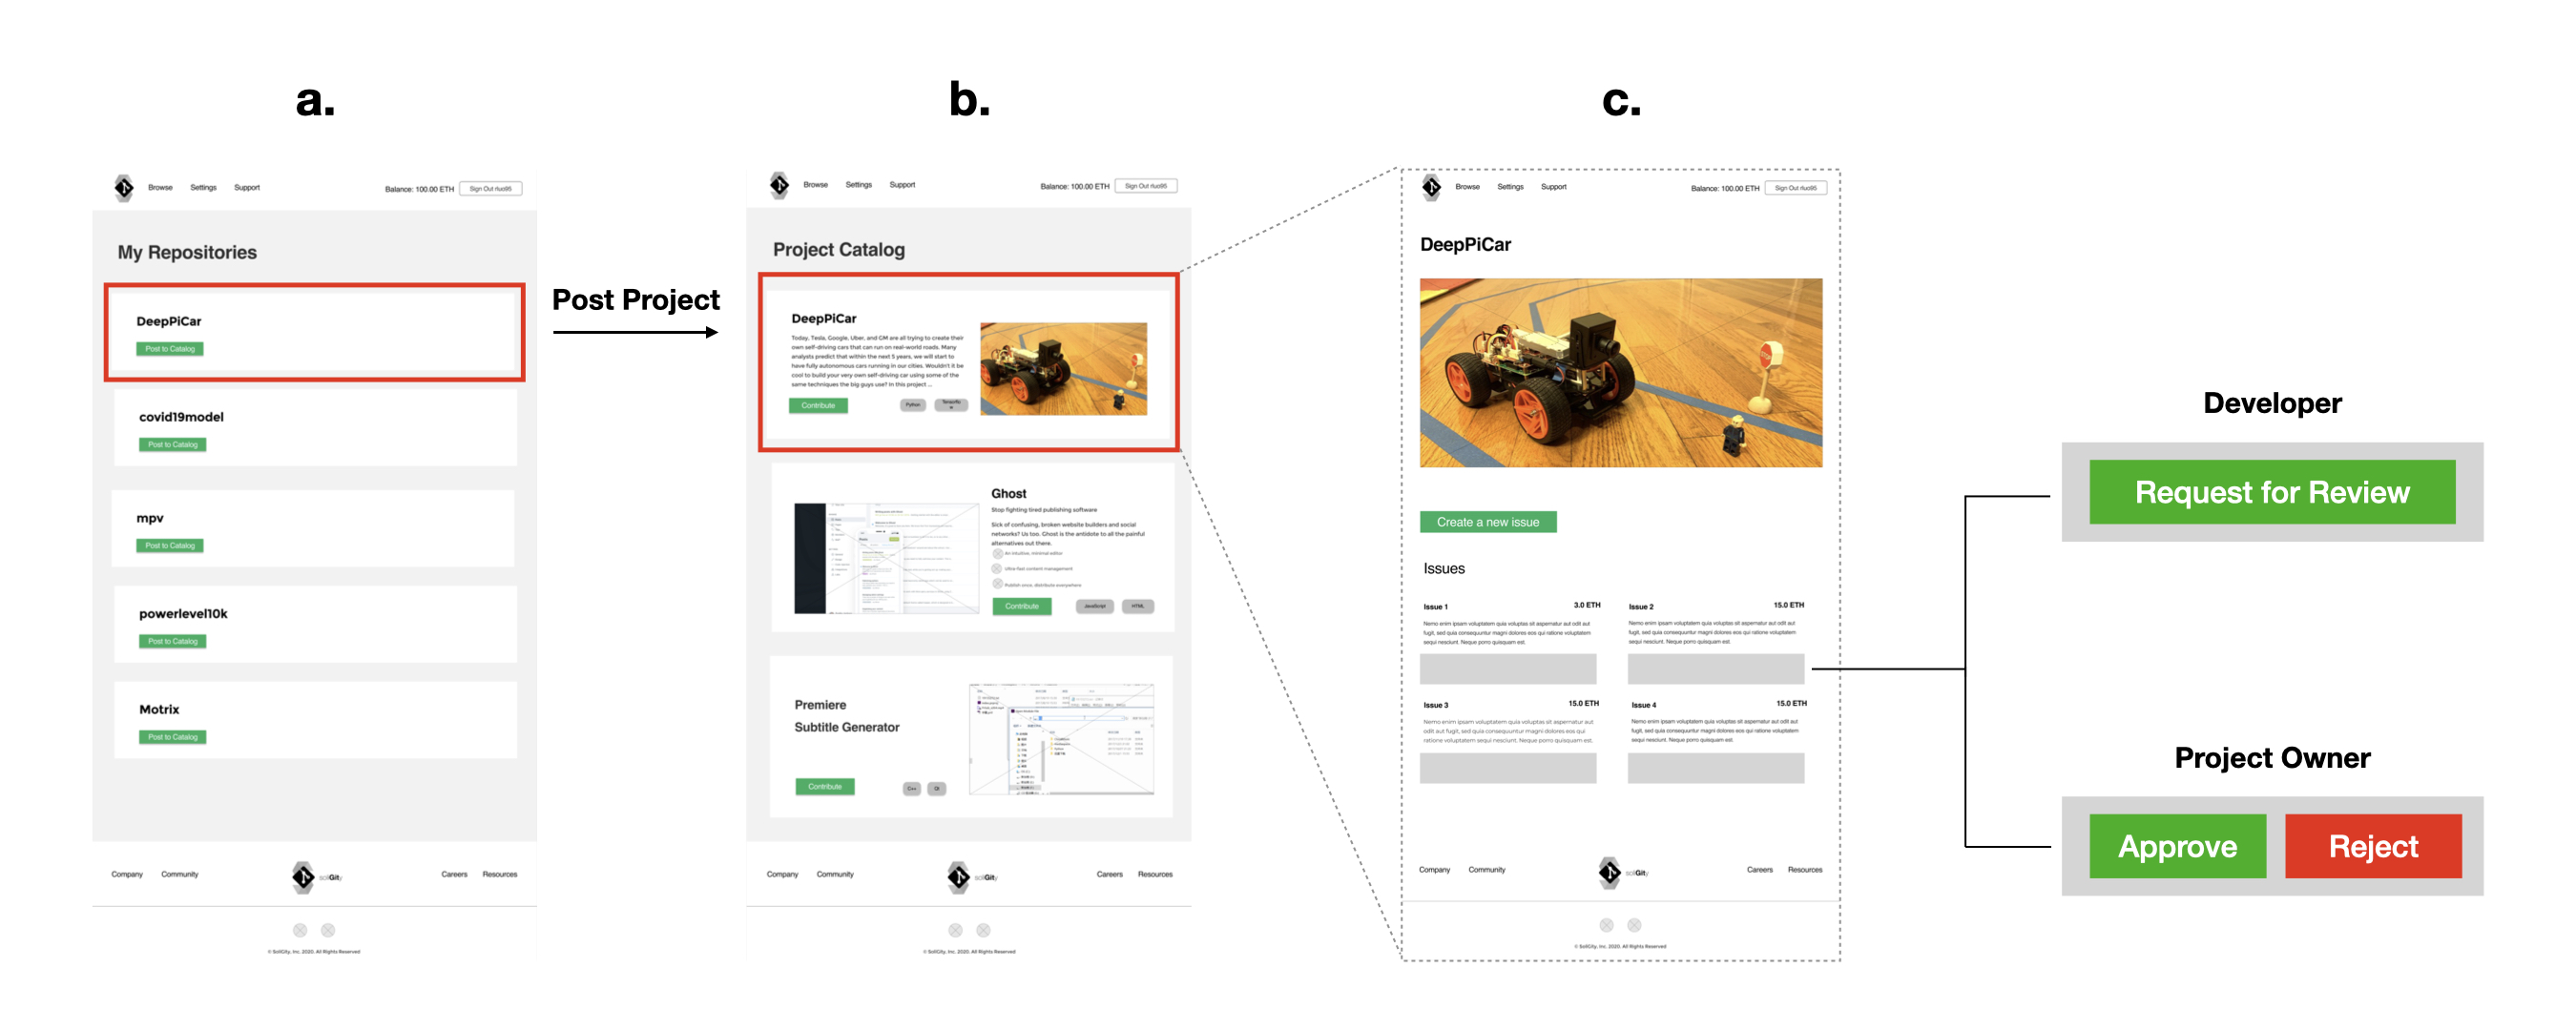 a.
Browse Settings Support
Balance: 100.00 ETH
Sign Out rluo95
My Repositories
DeepPiCar
Post to Catalog
covid19model
Post to Catalog
mpv
Post to Catalog
powerlevel10k
Post to Catalog
Motrix
Post to Catalog
Company Community
soliGity
Careers Resources
© SoliGity, Inc. 2020. All Rights Reserved
Post Project
b.
Browse Settings Support
Balance: 100.00 ETH
Sign Out rluo95
Project Catalog
DeepPiCar
Today, Tesla, Google, Uber, and GM are all trying to create their
own self-driving cars that can run on real-world roads. Many
analysts predict that within the next 5 years, we will start to
have fully autonomous cars running in our cities. Wouldn't it be
cool to build your very own self-driving car using some of the
same techniques the big guys use? In this project ...
Contribute
Python
Ghost
Stop fighting tired publishing software
Sick of confusing, broken website builders and social
networks? Us too. Ghost is the antidote to all the painful
alternatives out there.
An intuitive, minimal editor
Ultra-fast content management
Publish once, distribute everywhere
Contribute
JavaScript
HTML
Premiere
Subtitle Generator
Contribute
C++
Company Community
soliGity
Careers Resources
© SoliGity, Inc. 2020. All Rights Reserved
c.
Browse Settings Support
Balance: 100.00 ETH
Sign Out rluo95
DeepPiCar
STOP
Create a new issue
Issues
Issue 1 3.0 ETH
Nemo enim ipsam voluptatem quia voluptas sit aspernatur aut odit aut
fugit, sed quia consequuntur magni dolores eos qui ratione voluptatem
sequi nesciunt. Neque porro quisquam est.
Issue 2 15.0 ETH
Nemo enim ipsam voluptatem quia voluptas sit aspernatur aut odit aut
fugit, sed quia consequuntur magni dolores eos qui ratione voluptatem
sequi nesciunt. Neque porro quisquam est.
Issue 3 15.0 ETH
Nemo enim ipsam voluptatem quia voluptas sit aspernatur aut
odit aut fugit, sed quia consequuntur magni dolores eos qui
ratione voluptatem sequi nesciunt. Neque porro quisquam est.
Issue 4 15.0 ETH
Nemo enim ipsam voluptatem quia voluptas sit aspernatur aut odit aut
fugit, sed quia consequuntur magni dolores eos qui ratione voluptatem
sequi nesciunt. Neque porro quisquam est.
Company Community
soliGity
Careers Resources
© SoliGity, Inc. 2020. All Rights Reserved
Developer
Request for Review
Project Owner
Approve
Reject